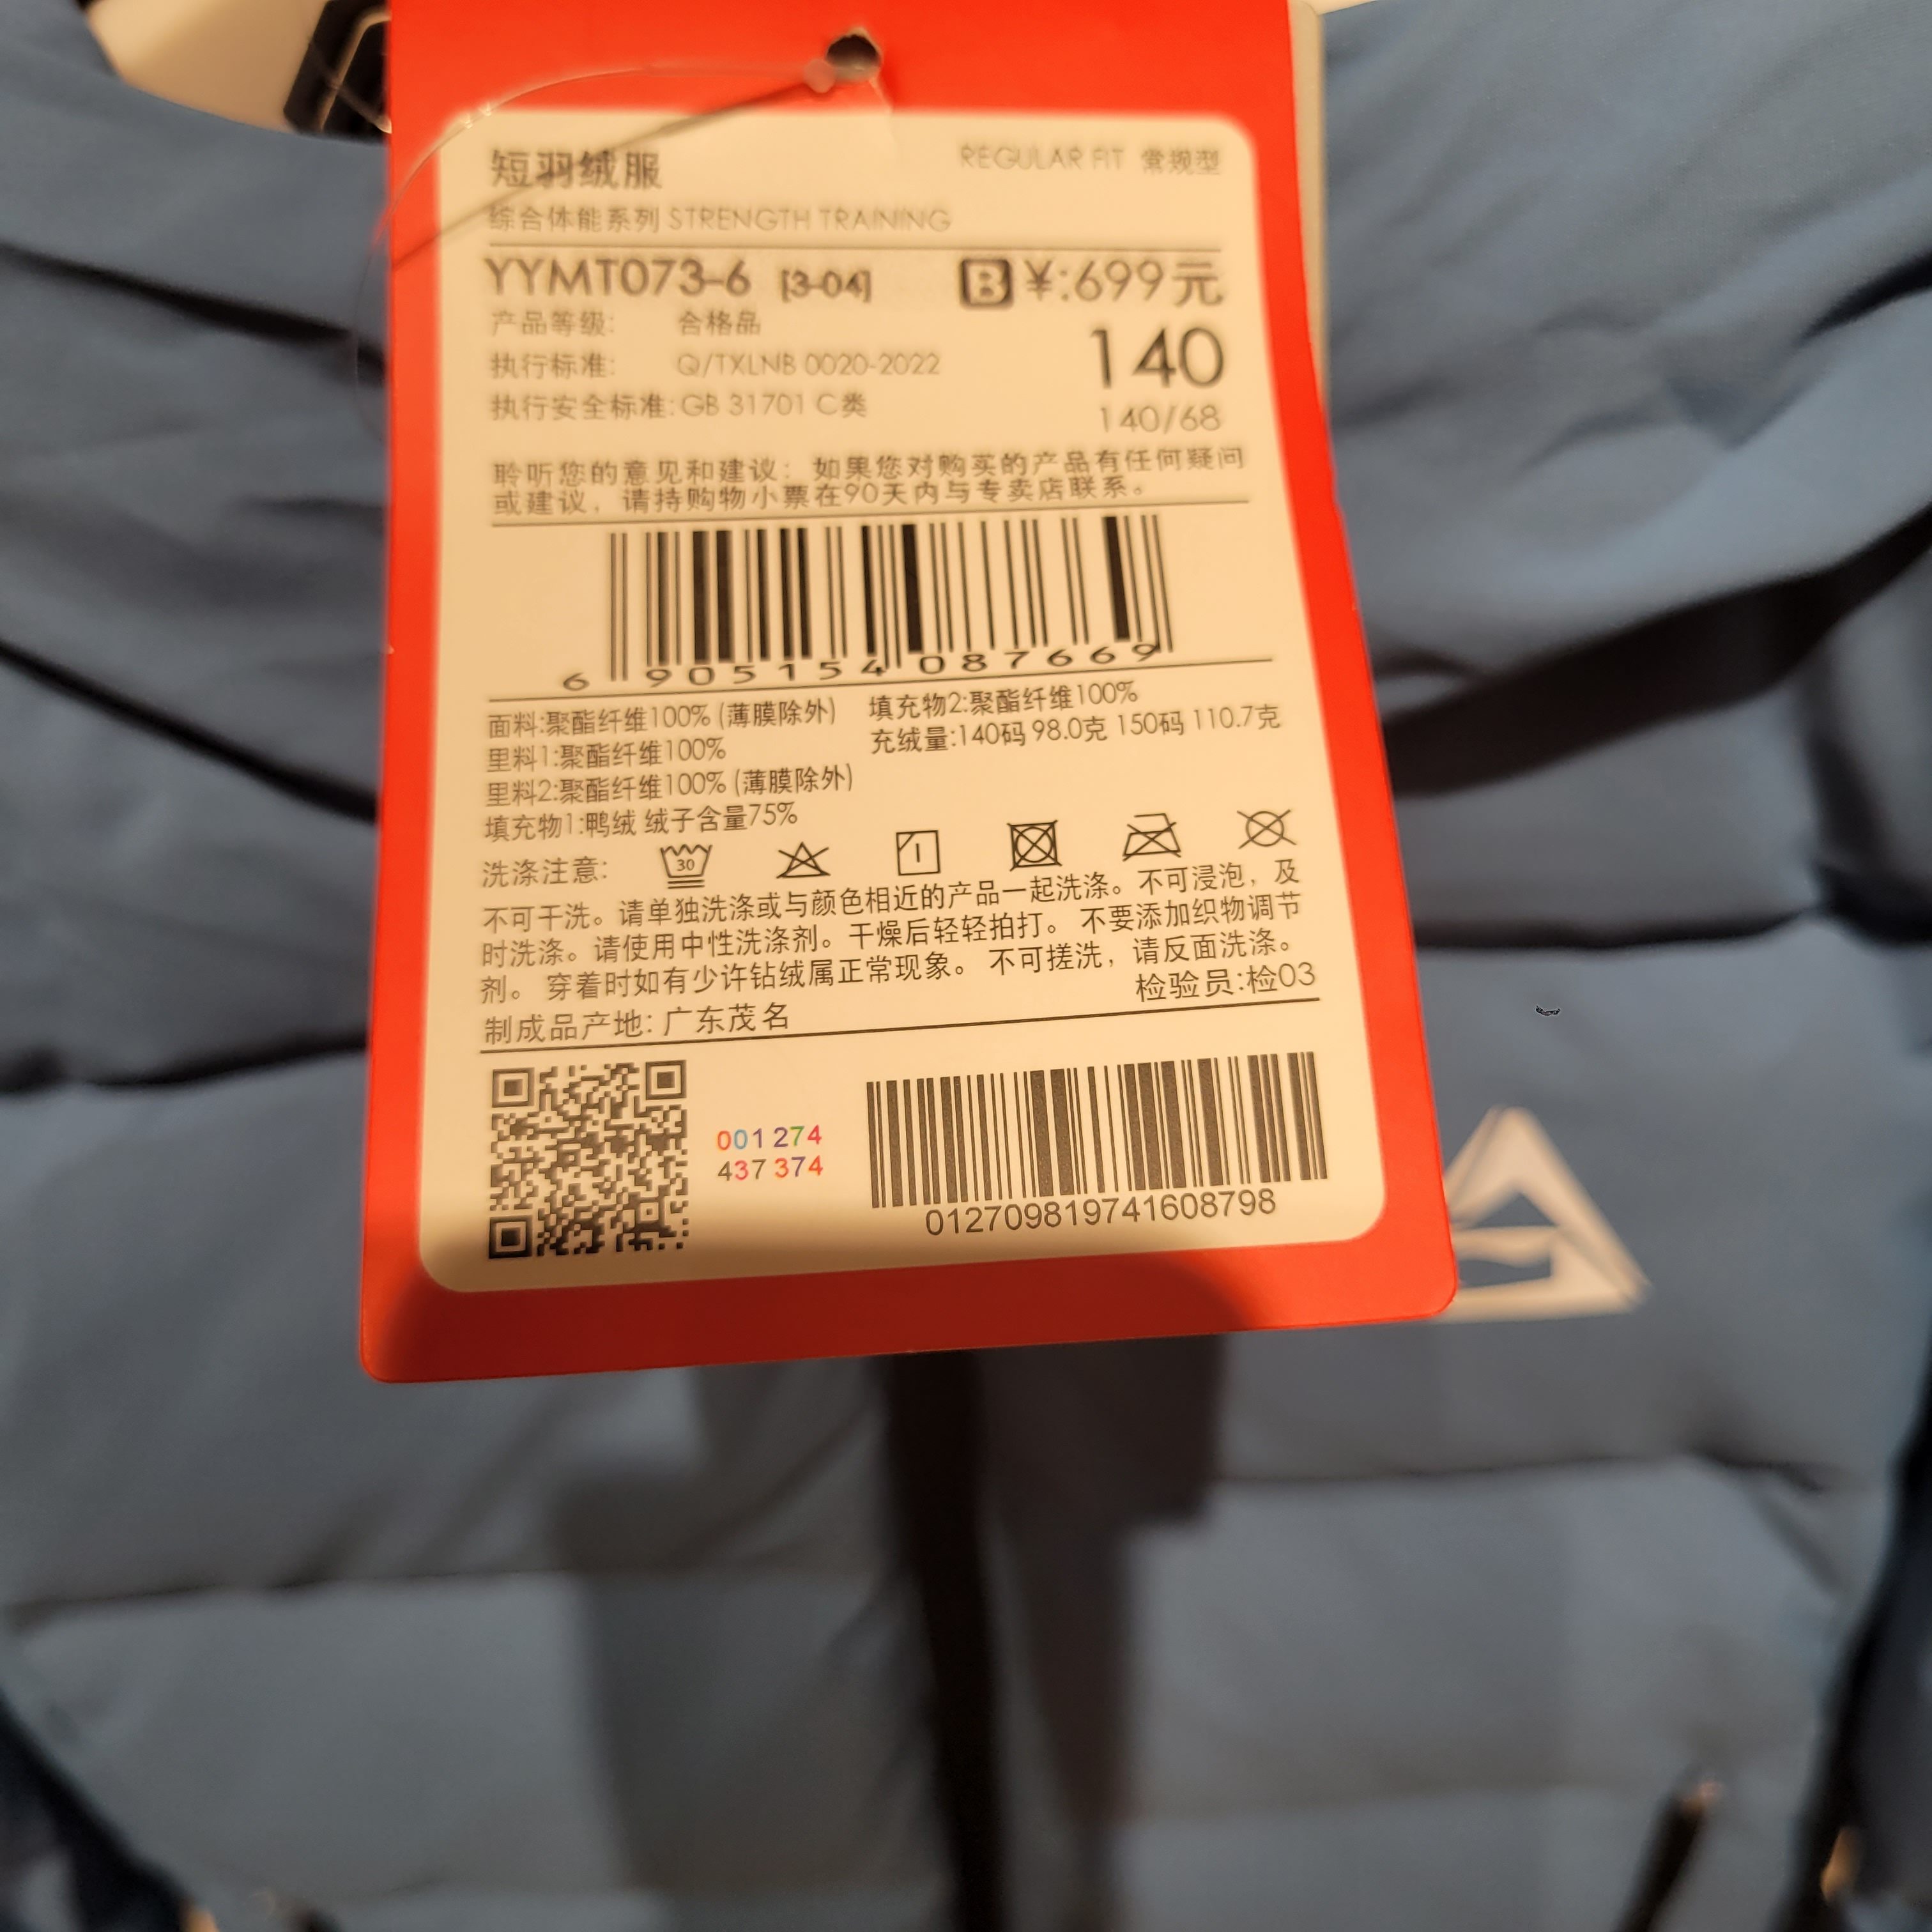 短羽绒服 REGULAR FIT 常规型
综合体能系列 STRENGTH TRAINING
YYMT073-6 [3-04] B ¥:699元
产品等级: 合格品
140
执行标准: Q/TXLNB 0020-2022
执行安全标准:GB 31701 C类
140/68
聆听您的意见和建议：如果您对购买的产品有任何疑问
或建议，请持购物小票在90天内与专卖店联系。
6 905154 087669
面料:聚酯纤维100% (薄膜除外)
里料1:聚酯纤维100%
里料2:聚酯纤维100% (薄膜除外)
填充物1:鸭绒 绒子含量75%
填充物2:聚酯纤维100%
充绒量:140码 98.0克 150码 110.7克
洗涤注意: 30
不可干洗。请单独洗涤或与颜色相近的产品一起洗涤。不可浸泡，及
时洗涤。请使用中性洗涤剂。干燥后轻轻拍打。 不要添加织物调节
剂。 穿着时如有少许钻绒属正常现象。 不可搓洗，请反面洗涤。
检验员:检03
制成品产地: 广东茂名
001 274
437 374
012709819741608798